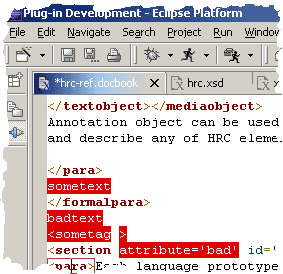 Plug-in Development - Eclipse Platform
File Edit Navigate Search Project Run
*hrc-ref.docbook hrc.xsd
</textobject></mediaobject>
Annotation object can be used
and describe any of HRC eleme
</para>
sometext
</formalpara>
badtext
<sometag >
<section attribute='bad' id='
<para>Each language prototype